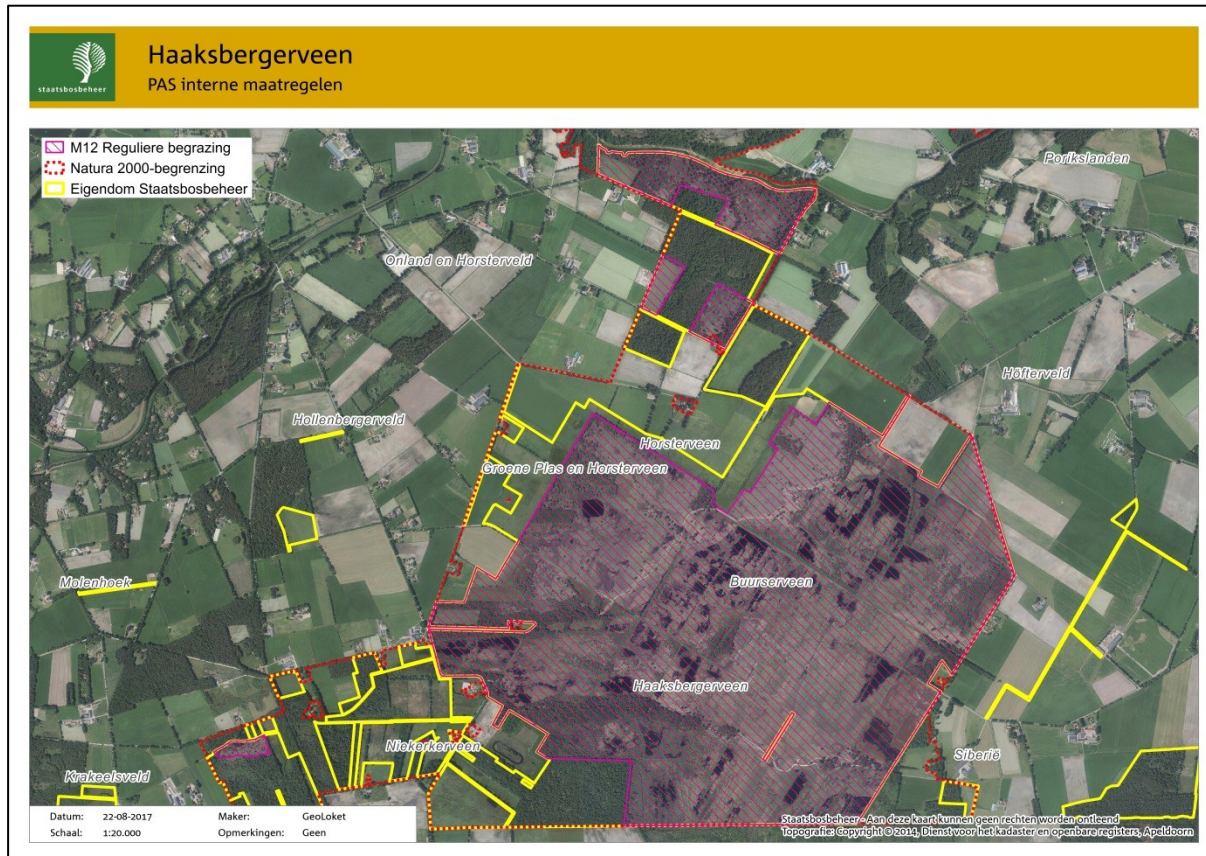 staatsbosbeheer
Haaksbergerveen
PAS interne maatregelen
M12 Reguliere begrazing
Natura 2000-begrenzing
Eigendom Staatsbosbeheer
Porikslanden
Onland en Horsterveld
Höfterveld
Hollenbergerveld
Horsterveen
Groene Plas en Horsterveen
Molenhoek
Buurserveen
Haaksbergerveen
Niekerkerveen
Siberië
Krakeelsveld
Datum: 22-08-2017 Maker: GeoLoket
Schaal: 1:20.000 Opmerkingen: Geen
Staatsbosbeheer - Aan deze kaart kunnen geen rechten worden ontleend
Topografie: Copyright © 2014, Dienst voor het kadaster en openbare registers, Apeldoorn